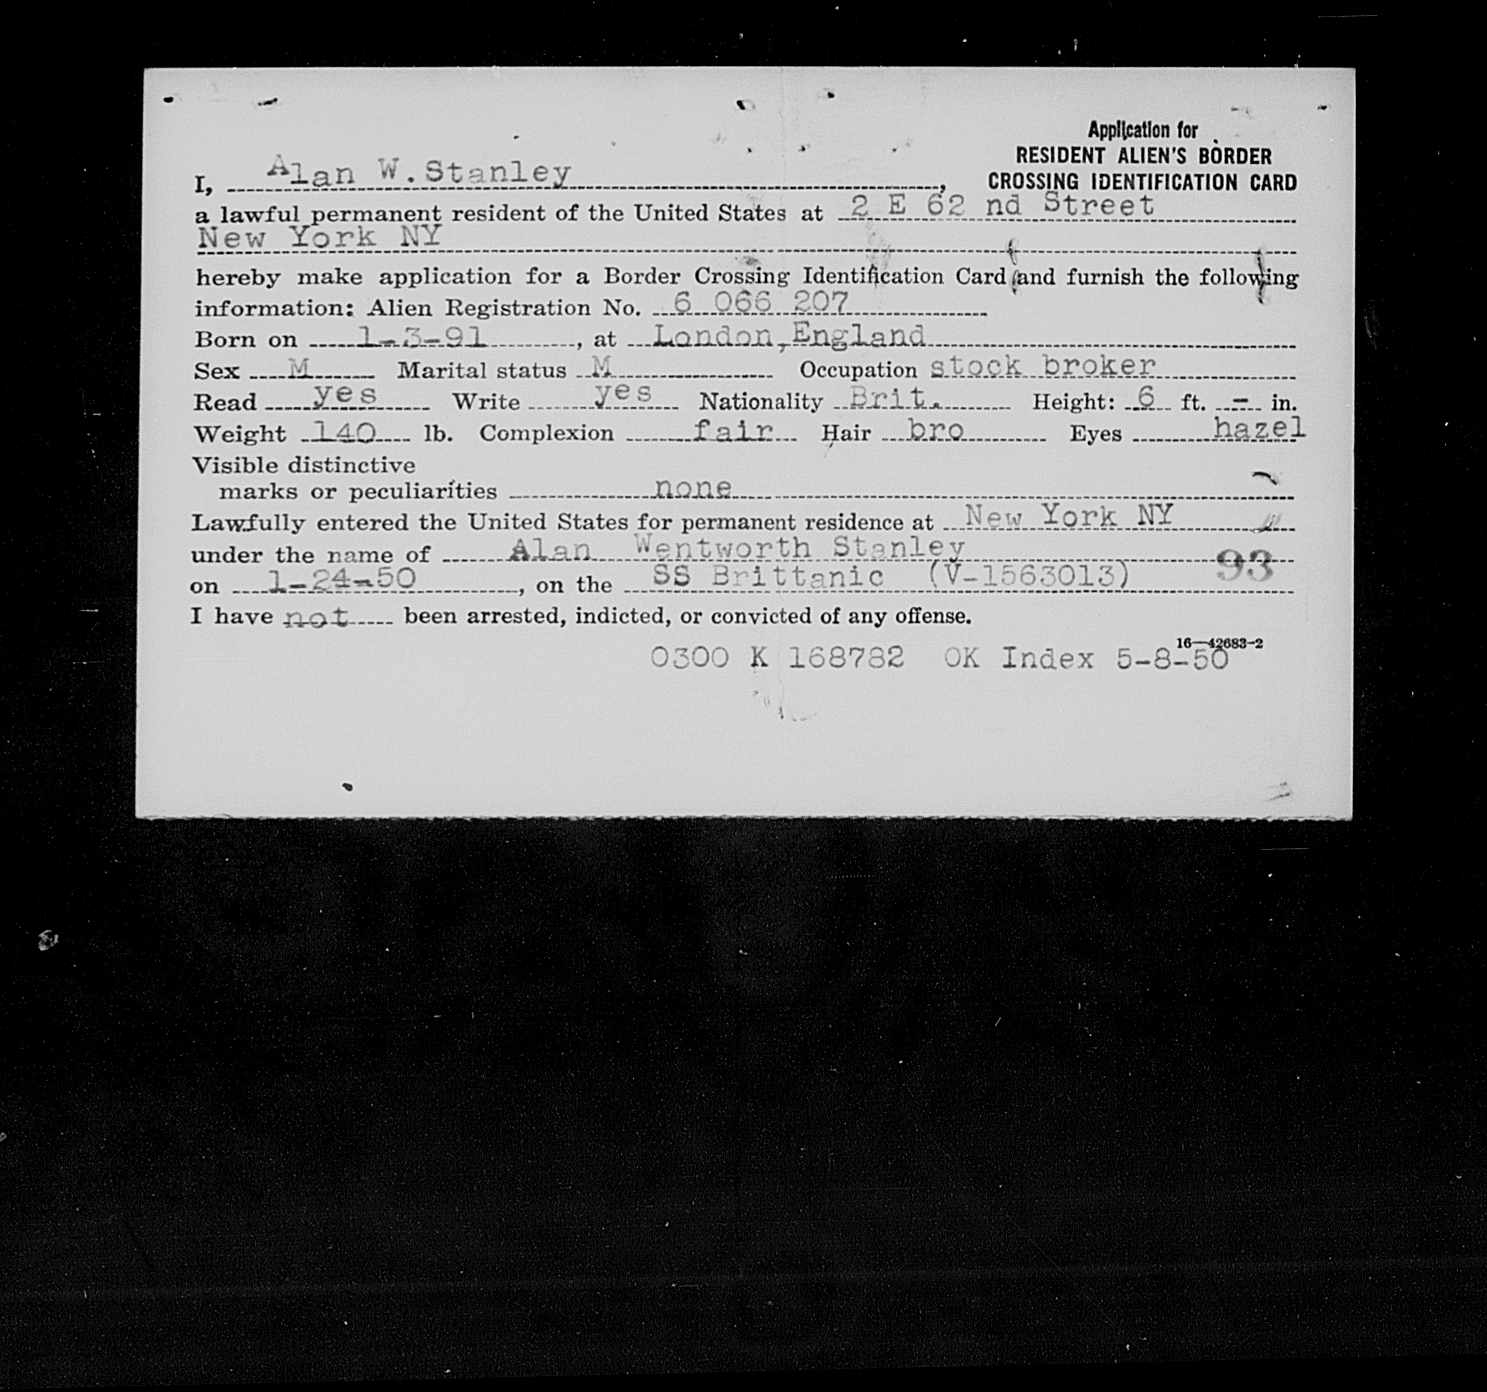 Application for
RESIDENT ALIEN'S BORDER
CROSSING IDENTIFICATION CARD
I, Alan W. Stanley,
a lawful permanent resident of the United States at 2 E 62 nd Street
New York NY
hereby make application for a Border Crossing Identification Card and furnish the following
information: Alien Registration No. 6 066 207
Born on 1-3-91, at London, England
Sex M Marital status M Occupation stock broker
Read yes Write yes Nationality Brit. Height: 6 ft. - in.
Weight 140 lb. Complexion fair Hair bro Eyes hazel
Visible distinctive
marks or peculiarities none
Lawfully entered the United States for permanent residence at New York NY
under the name of Alan Wentworth Stanley
93
on 1-24-50, on the SS Brittanic (V-1563013)
I have not been arrested, indicted, or convicted of any offense.
16—42683-2
0300 K 168782 OK Index 5-8-50